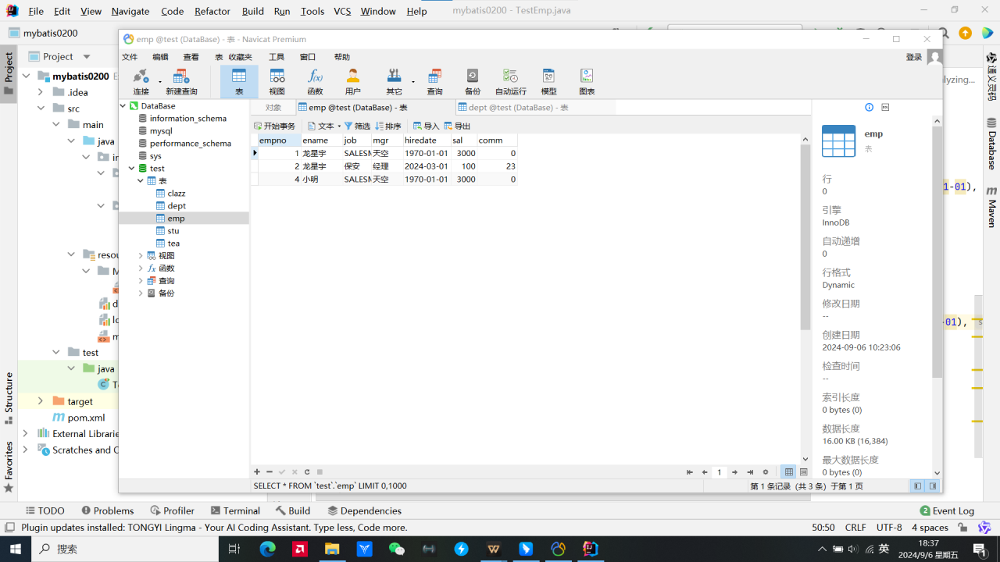 File Edit View Navigate Code Refactor Build Run Tools VCS Window Help mybatis0200 - TestEmp.java
mybatis0200
emp @test (DataBase) - 表 - Navicat Premium
文件 编辑 查看 表 收藏夹 工具 窗口 帮助 登录
连接 新建查询 表 视图 函数 用户 其它 查询 备份 自动运行 模型 图表
Project
Project
mybatis0200
.idea
src
main
java
test
java
target
pom.xml
External Librarie
Scratches and C
Structure
Favorites
DataBase
information_schema
mysql
performance_schema
sys
test
表
clazz
dept
emp
stu
tea
视图
函数
查询
备份
对象 emp @test (DataBase) - 表 dept @test (DataBase) - 表
开始事务 文本 筛选 排序 导入 导出
empno ename job mgr hiredate sal comm
1 龙星宇 SALESM 天空 1970-01-01 3000 0
2 龙星宇 保安 经理 2024-03-01 100 23
4 小明 SALESM 天空 1970-01-01 3000 0
emp
表
行
0
引擎
InnoDB
自动递增
0
行格式
Dynamic
修改日期
--
创建日期
2024-09-06 10:23:06
检查时间
--
索引长度
0 bytes (0)
数据长度
16.00 KB (16,384)
最大数据长度
0 bytes (0)
1
SELECT * FROM `test`.`emp` LIMIT 0,1000
第 1 条记录（共 3 条）于第 1 页
alyzing...
1-01),
-01),
通义灵码
Database
Maven
TODO Problems Profiler Terminal Build Dependencies 2 Event Log
Plugin updates installed: TONGYI Lingma - Your AI Coding Assistant. Type less, Code more. 50:50 CRLF UTF-8 4 spaces
搜索
英
18:37
2024/9/6 星期五
1